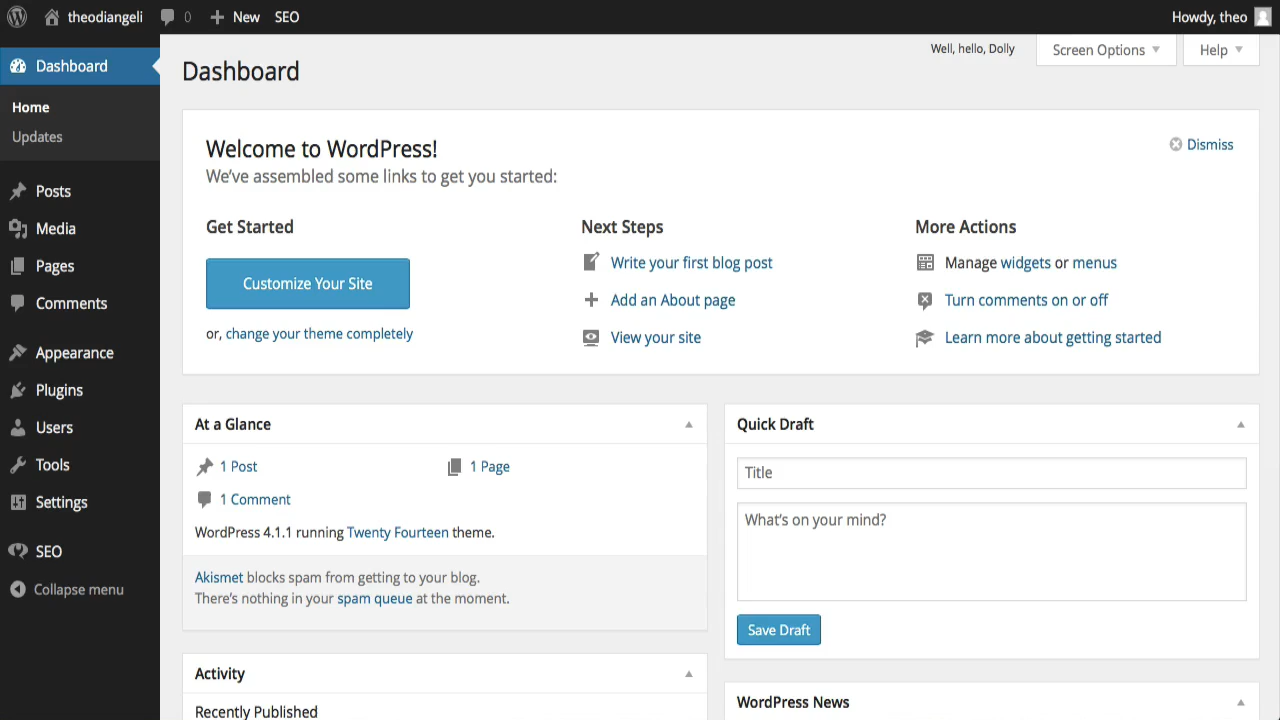 theodiangeli 0 New SEO Howdy, theo
Dashboard
Home
Updates
Posts
Media
Pages
Comments
Appearance
Plugins
Users
Tools
Settings
SEO
Collapse menu
Well, hello, Dolly Screen Options Help
Dashboard
Welcome to WordPress!
Dismiss
We've assembled some links to get you started:
Get Started
Customize Your Site
or, change your theme completely
Next Steps
Write your first blog post
Add an About page
View your site
More Actions
Manage widgets or menus
Turn comments on or off
Learn more about getting started
At a Glance
1 Post 1 Page
1 Comment
WordPress 4.1.1 running Twenty Fourteen theme.
Akismet blocks spam from getting to your blog.
There's nothing in your spam queue at the moment.
Activity
Recently Published
Quick Draft
Title
What's on your mind?
Save Draft
WordPress News